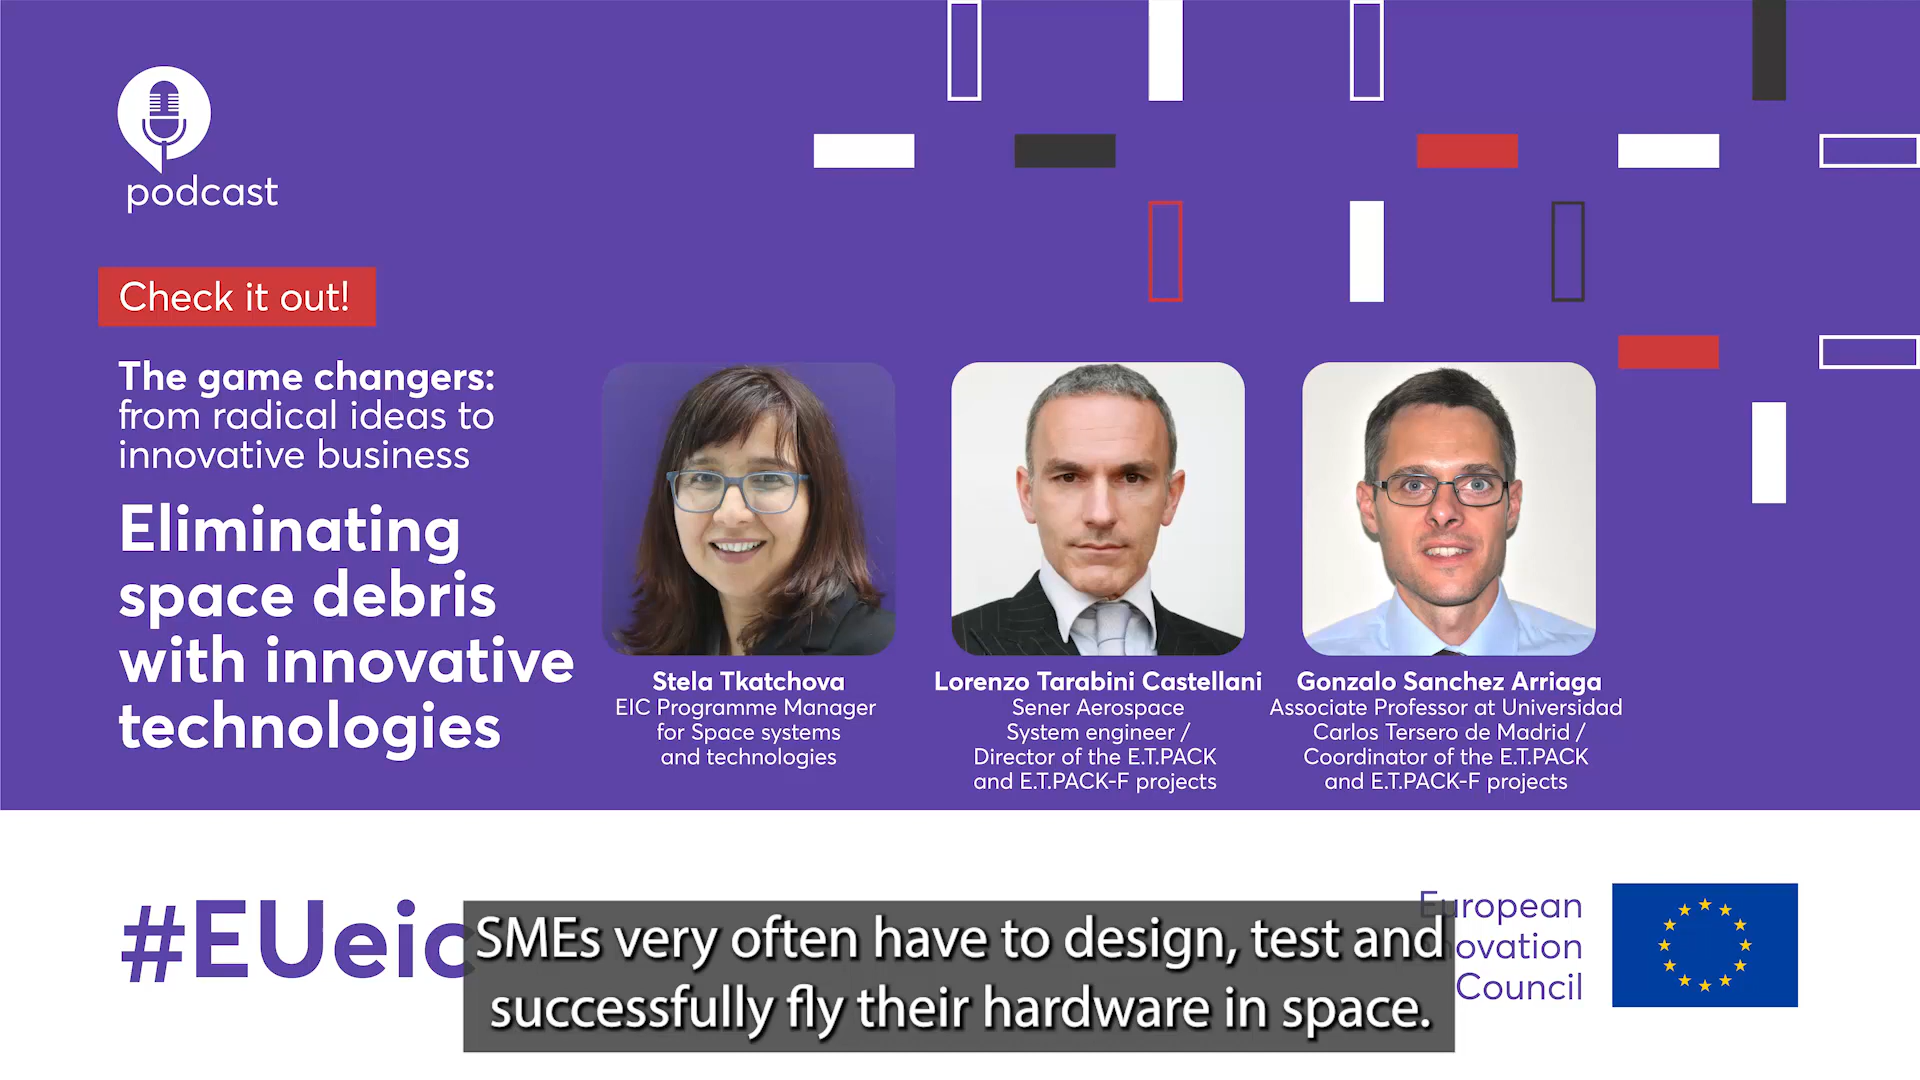 podcast
Check it out!
The game changers:
from radical ideas to
innovative business
Eliminating
space debris
with innovative
technologies
Stela Tkatchova
EIC Programme Manager
for Space systems
and technologies
Lorenzo Tarabini Castellani
Sener Aerospace
System engineer /
Director of the E.T.PACK
and E.T.PACK-F projects
Gonzalo Sanchez Arriaga
Associate Professor at Universidad
Carlos Tersero de Madrid /
Coordinator of the E.T.PACK
and E.T.PACK-F projects
#EUeic
European
ovation
Council
SMEs very often have to design, test and
successfully fly their hardware in space.